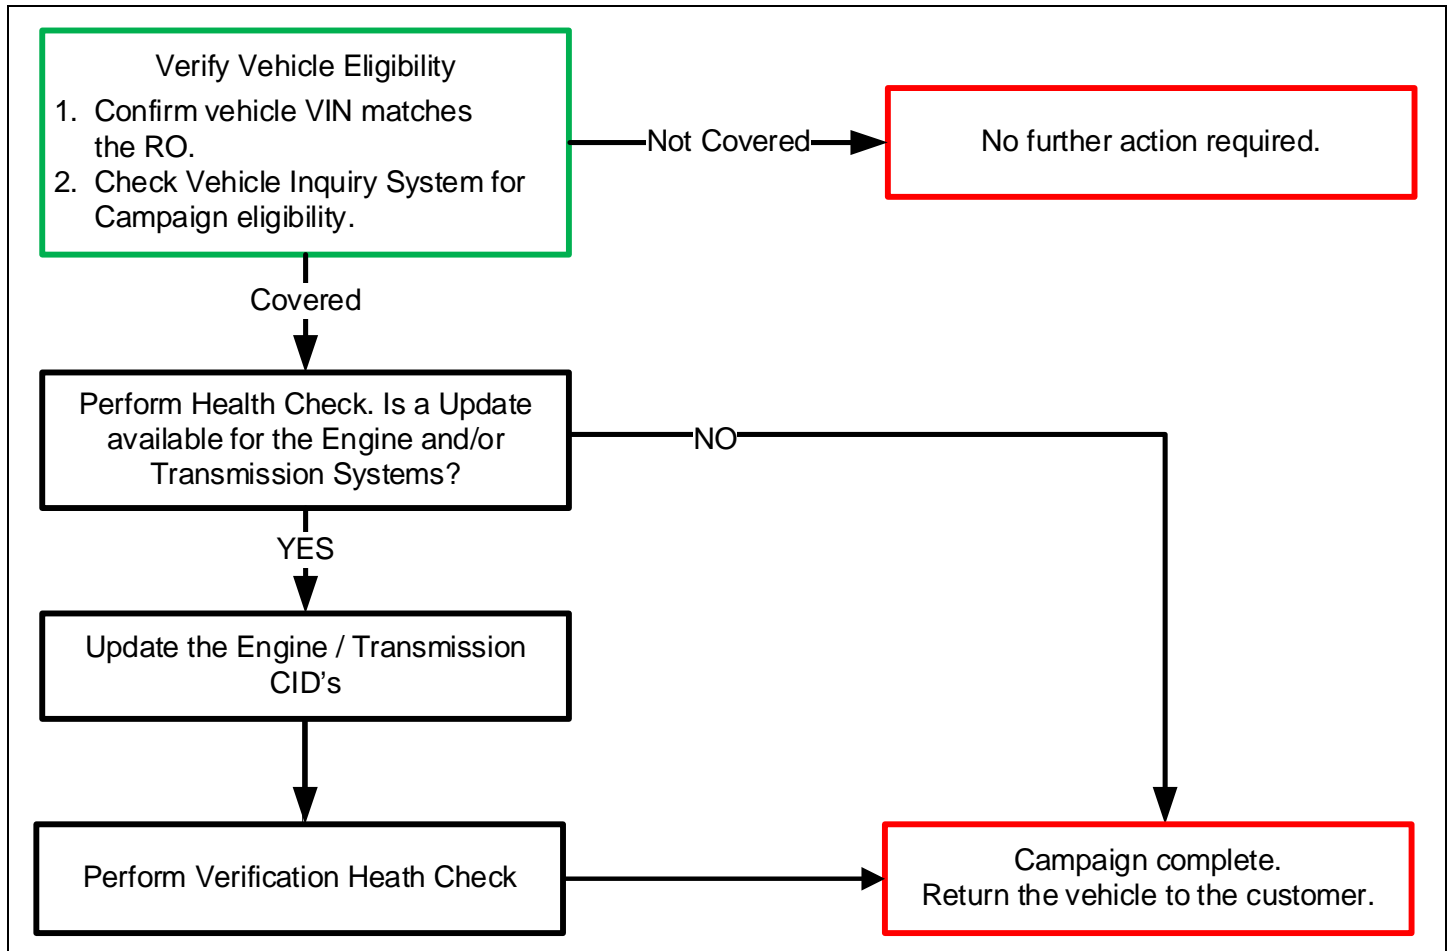 Verify Vehicle Eligibility
1. Confirm vehicle VIN matches
the RO.
2. Check Vehicle Inquiry System for
Campaign eligibility.
Not Covered
No further action required.
Covered
Perform Health Check. Is a Update
available for the Engine and/or
Transmission Systems?
NO
YES
Update the Engine / Transmission
CID’s
Perform Verification Heath Check
Campaign complete.
Return the vehicle to the customer.